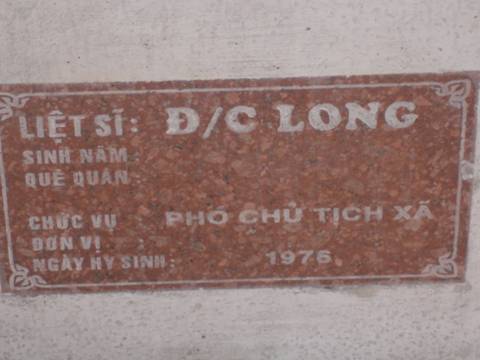 LIỆT SĨ: Đ/C LONG
SINH NĂM:
QUÊ QUÁN
CHỨC VỤ : PHÓ CHỦ TỊCH XÃ
ĐƠN VỊ :
NGÀY HY SINH: 1976